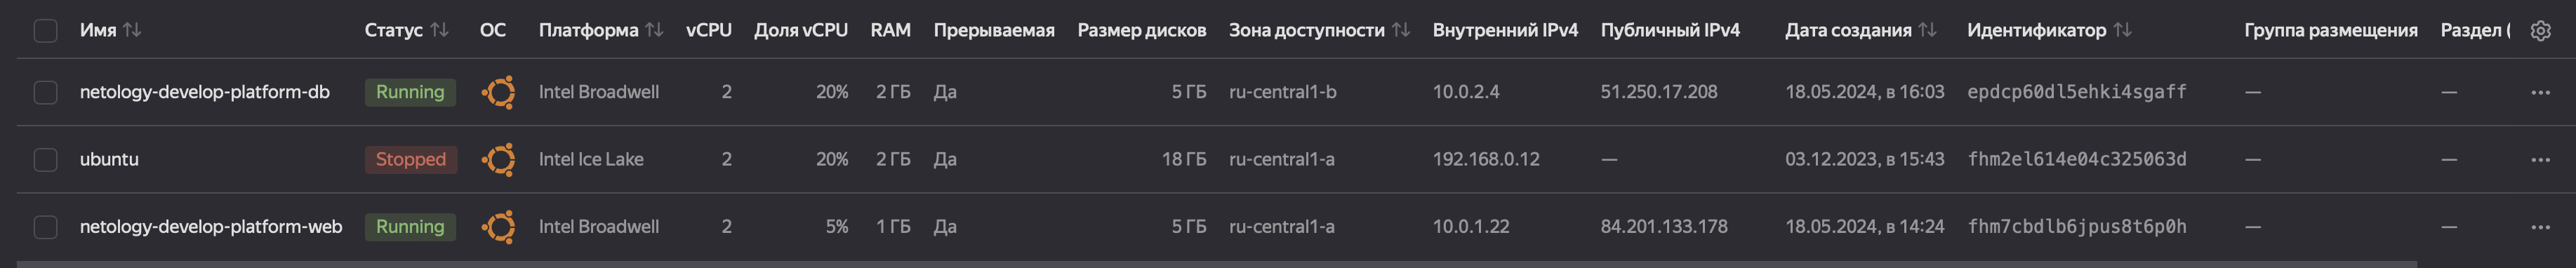 Имя Статус ОС Платформа vCPU Доля vCPU RAM Прерываемая Размер дисков Зона доступности Внутренний IPv4 Публичный IPv4 Дата создания Идентификатор Группа размещения Раздел (
netology-develop-platform-db Running Intel Broadwell 2 20% 2 ГБ Да 5 ГБ ru-central1-b 10.0.2.4 51.250.17.208 18.05.2024, в 16:03 epdcp60dl5ehki4sgaff — —
ubuntu Stopped Intel Ice Lake 2 20% 2 ГБ Да 18 ГБ ru-central1-a 192.168.0.12 — 03.12.2023, в 15:43 fhm2el614e04c325063d — —
netology-develop-platform-web Running Intel Broadwell 2 5% 1 ГБ Да 5 ГБ ru-central1-a 10.0.1.22 84.201.133.178 18.05.2024, в 14:24 fhm7cbdlb6jpus8t6p0h — —